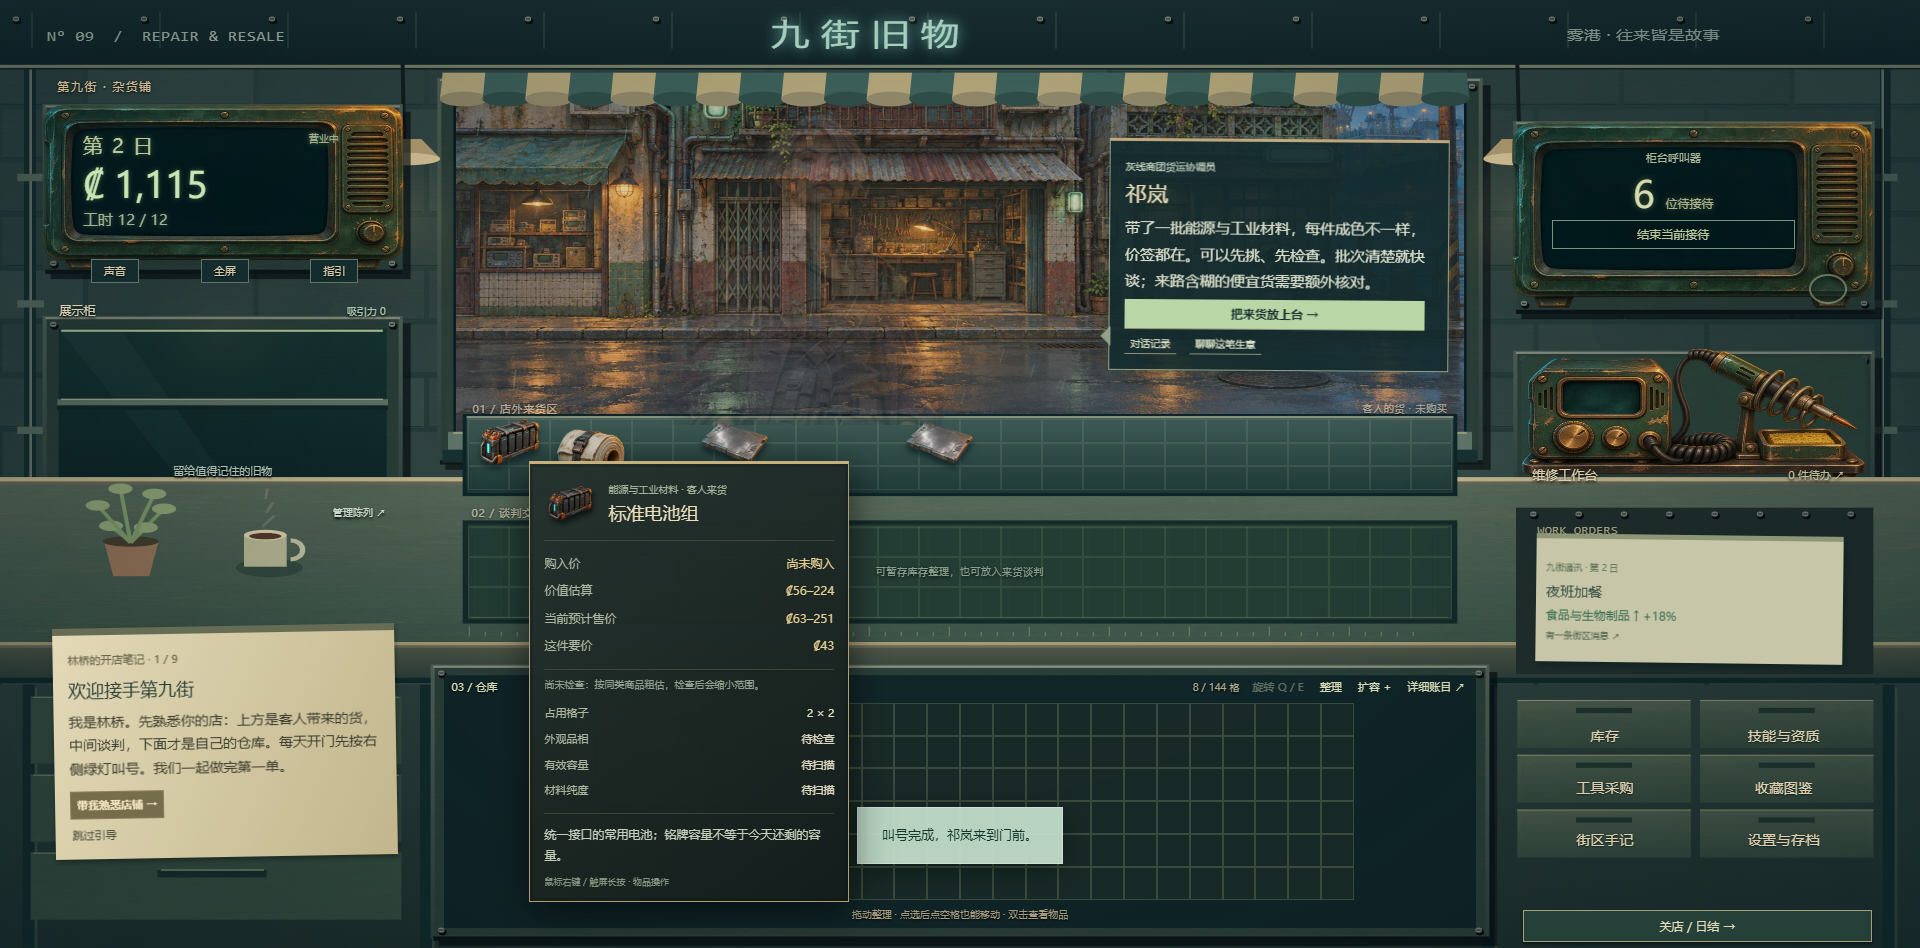 N° 09 / REPAIR & RESALE
九街旧物
雾港·往来皆是故事
第九街·杂货铺
第 2 日
营业中
₡ 1,115
工时 12 / 12
声音
全屏
指引
展示柜
吸引力 0
留给值得记住的旧物
管理陈列 ↗
灰线商团货运协调员
祁岚
带了一批能源与工业材料，每件成色不一样，
价签都在。可以先挑、先检查。批次清楚就快
谈；来路含糊的便宜货需要额外核对。
把来货放上台 →
对话记录
聊聊这笔生意
柜台呼叫器
6 位待接待
结束当前接待
01 / 店外来货区
客人的货·未购买
02 / 谈判
可暂存库存整理，也可放入来货谈判
能源与工业材料·客人来货
标准电池组
购入价 尚未购入
价值估算 ₡56–224
当前预计售价 ₡63–251
这件要价 ₡43
尚未检查：按同类商品粗估，检查后会缩小范围。
占用格子 2 × 2
外观品相 待检查
有效容量 待扫描
材料纯度 待扫描
统一接口的常用电池；铭牌容量不等于今天还剩的容
量。
鼠标右键 / 触屏长按·物品操作
维修工作台
0 件待办 ↗
WORK ORDERS
九街通讯·第 2 日
夜班加餐
食品与生物制品 ↑ +18%
有一条街区消息 ↗
林桥的开店笔记·1 / 9
欢迎接手第九街
我是林桥。先熟悉你的店：上方是客人带来的货，
中间谈判，下面才是自己的仓库。每天开门先按右
侧绿灯叫号。我们一起做完第一单。
带我熟悉店铺 →
跳过引导
03 / 仓库
8 / 144 格
旋转 Q / E
整理
扩容 +
详细账目 ↗
叫号完成，祁岚来到门前。
拖动整理·点选后点空格也能移动·双击查看物品
库存
技能与资质
工具采购
收藏图鉴
街区手记
设置与存档
关店 / 日结 →